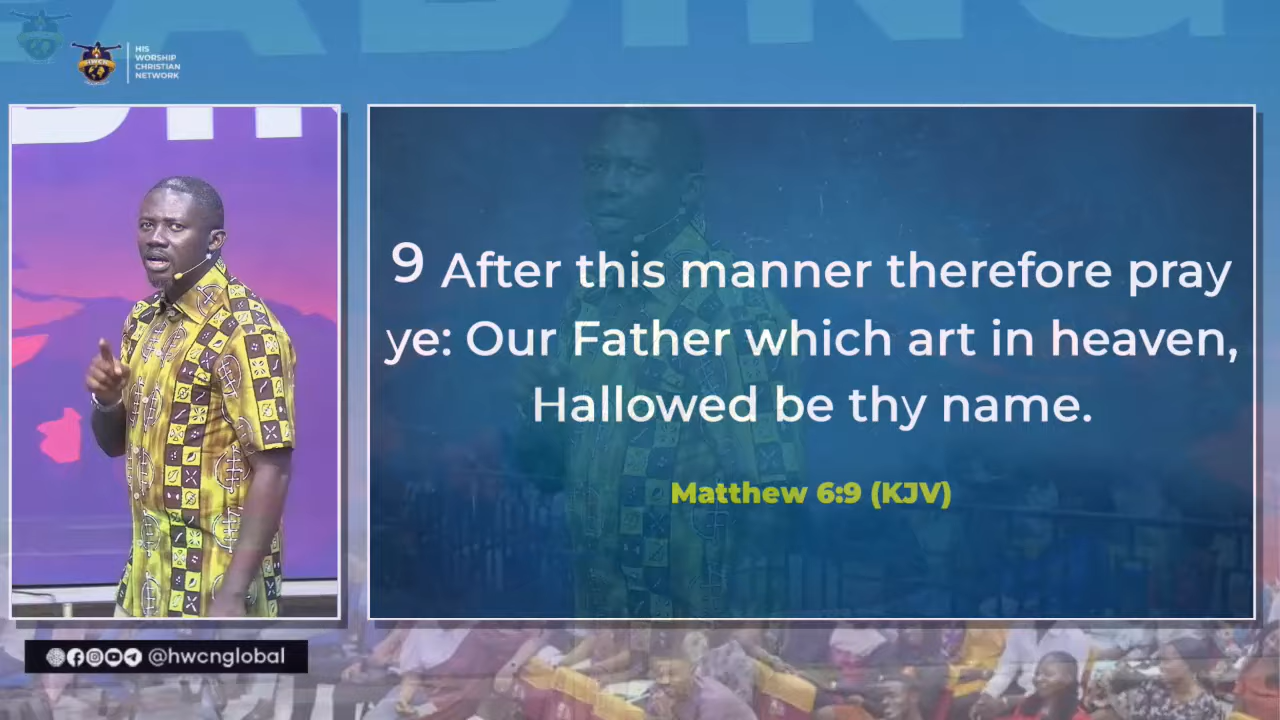 HIS
WORSHIP
CHRISTIAN
NETWORK
9 After this manner therefore pray
ye: Our Father which art in heaven,
Hallowed be thy name.
Matthew 6:9 (KJV)
@hwcnglobal